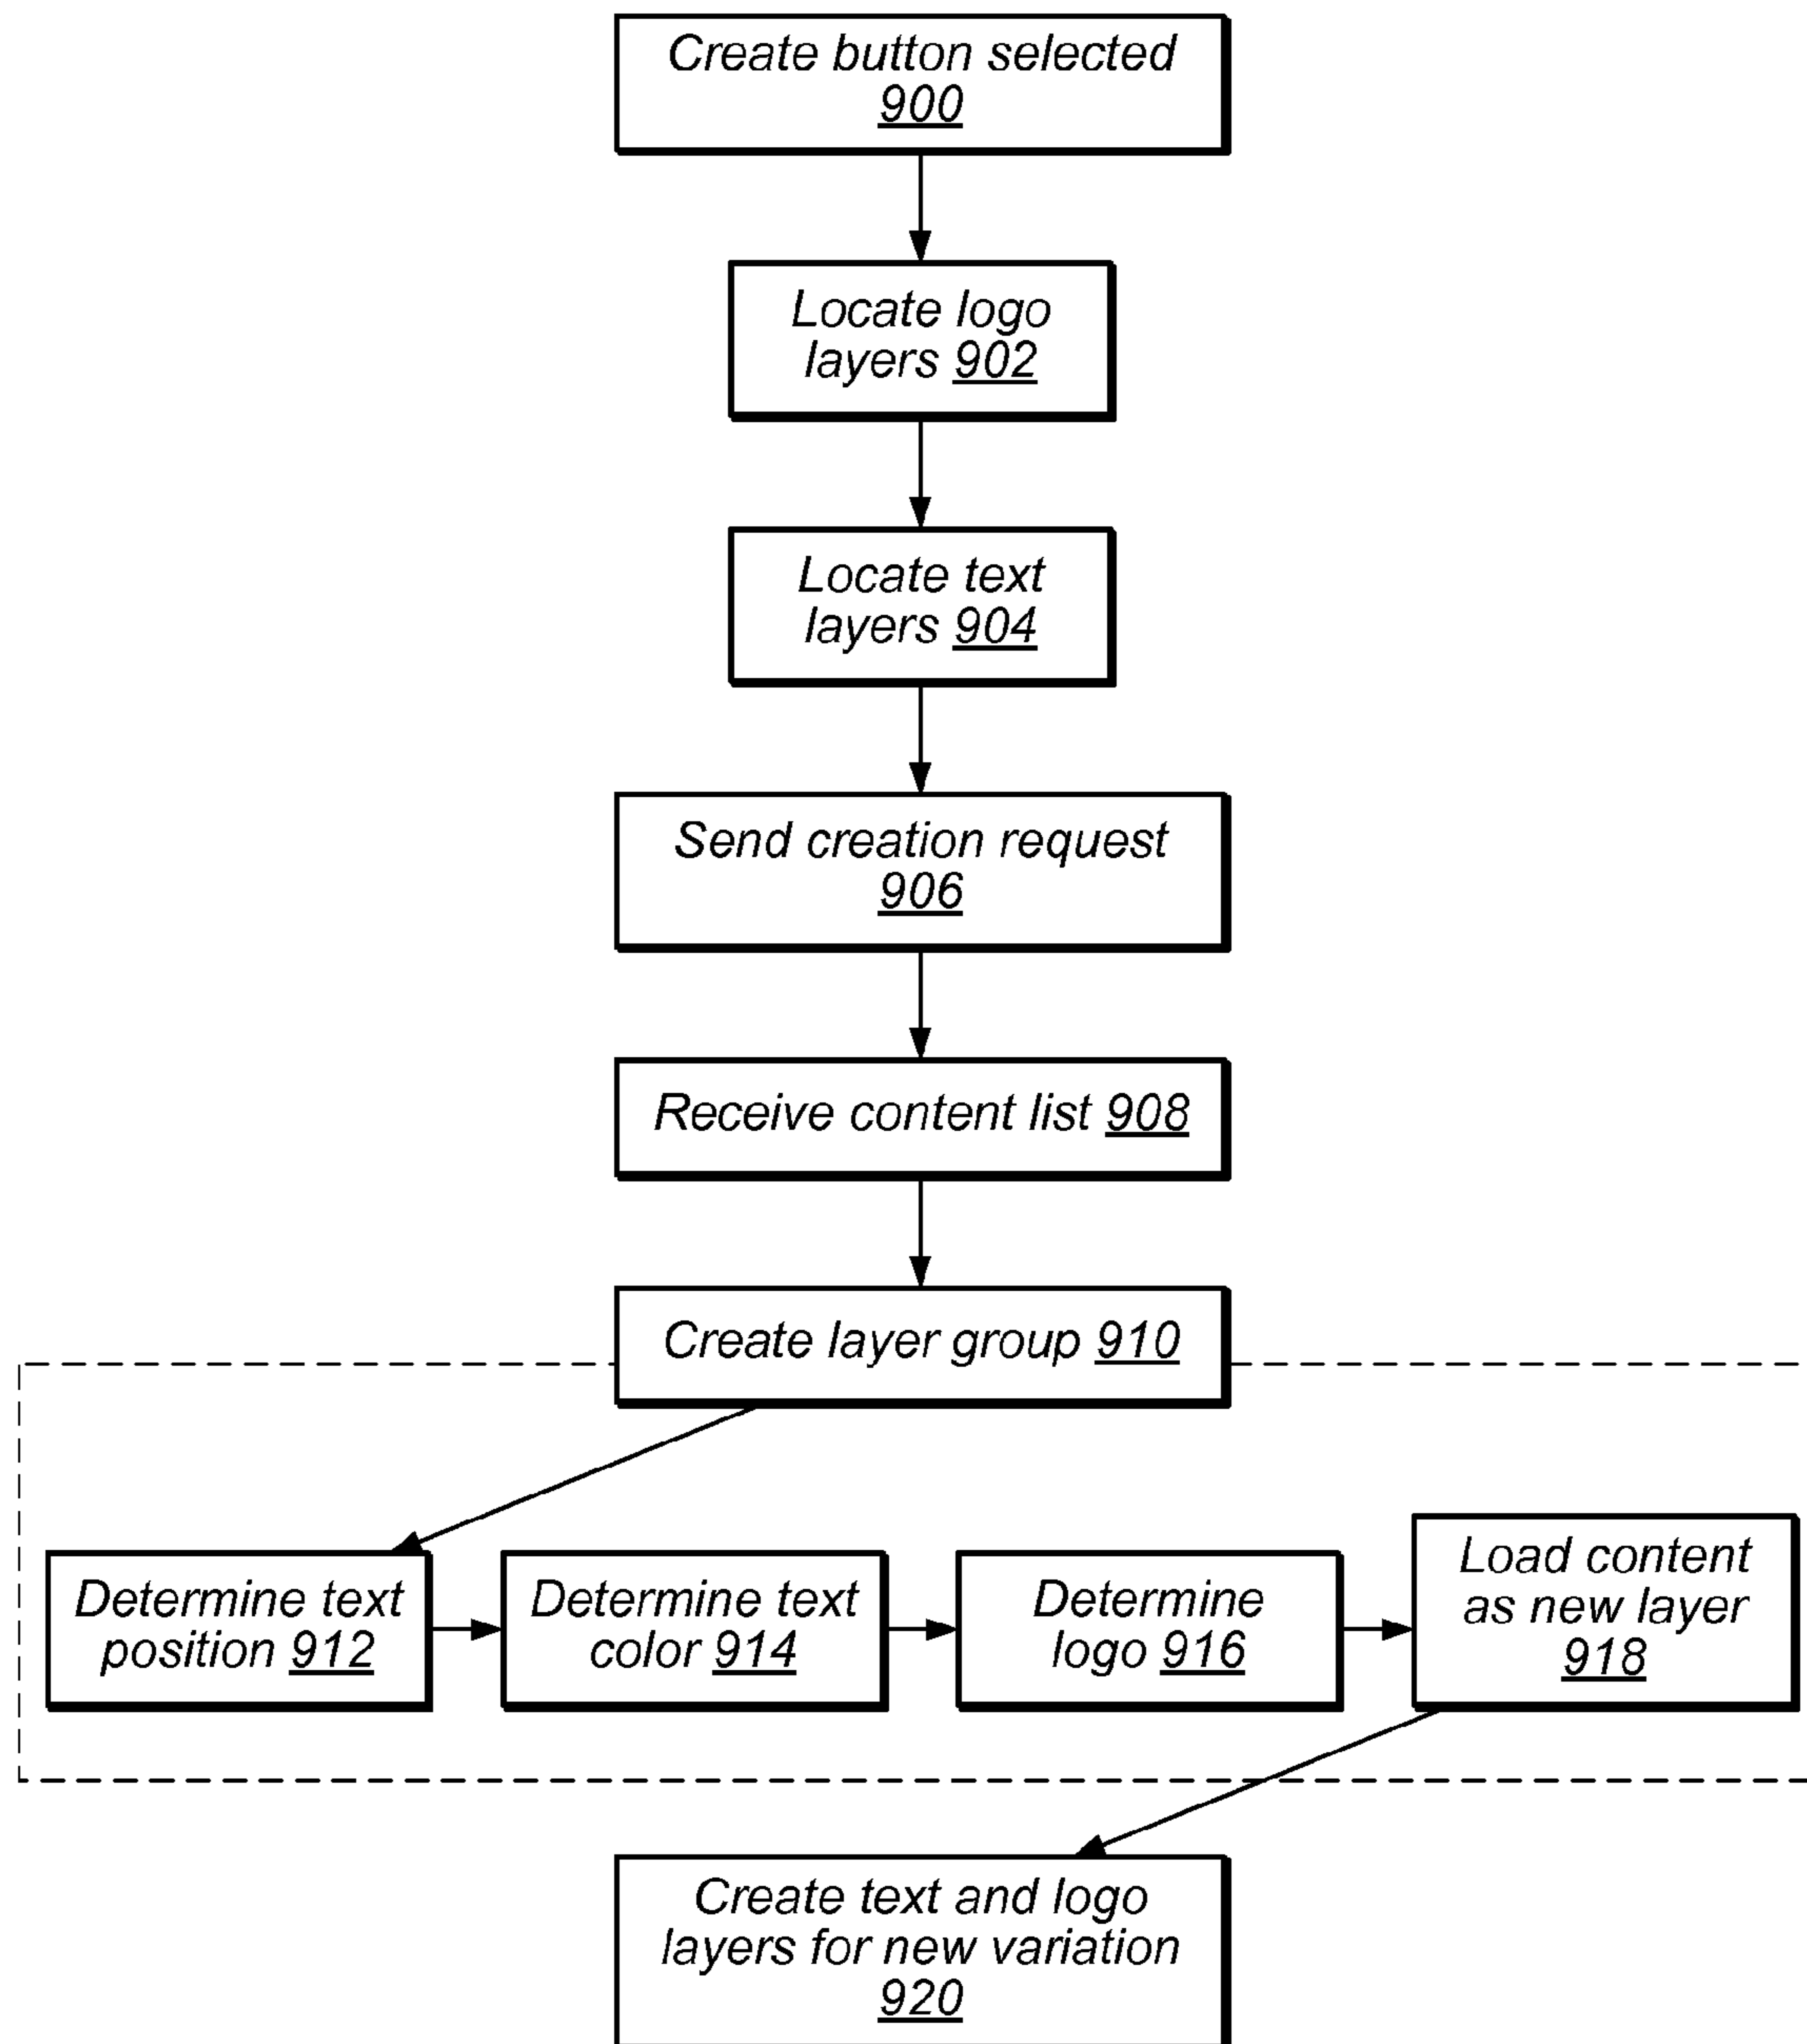 Create button selected
900
Locate logo
layers 902
Locate text
layers 904
Send creation request
906
Receive content list 908
Create layer group 910
Determine text
position 912
Determine text
color 914
Determine
logo 916
Load content
as new layer
918
Create text and logo
layers for new variation
920